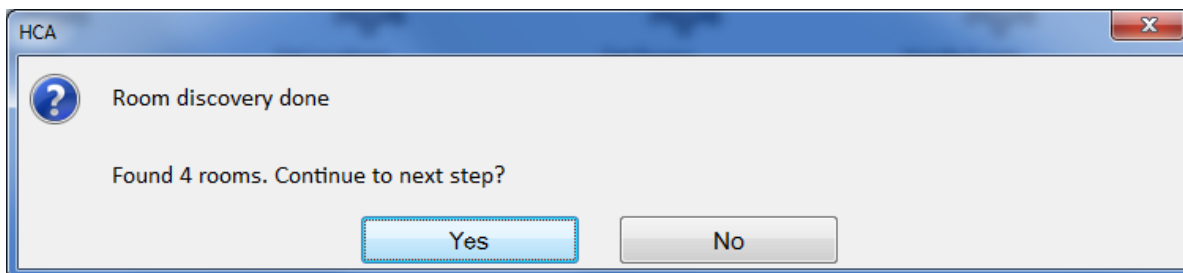 HCA
Room discovery done
Found 4 rooms. Continue to next step?
Yes
No